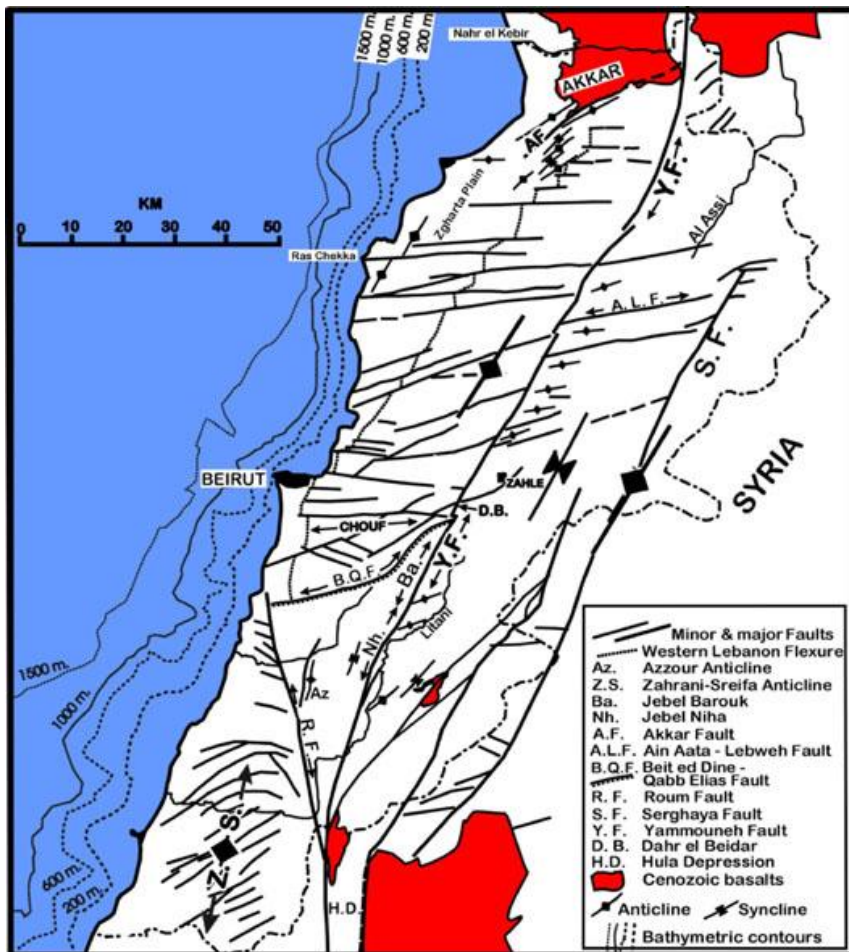 1500 m.
1000 m.
600 m.
200 m.
Nahr el Kebir
AKKAR
AF
Y.F.
Al Assi
Zgharta Plain
KM
0 10 20 30 40 50
Ras Chekka
A.L.F.
S.F.
SYRIA
BEIRUT
ZAHLE
D.B.
CHOUF
Y.F.
B.Q.F.
Ba.
Nh.
Litani
Az
R.F.
Z.S.
H.D.
1500 m.
1000 m.
600 m.
200 m.
Minor & major Faults
Western Lebanon Flexure
Az. Azzour Anticline
Z.S. Zahrani-Sreifa Anticline
Ba. Jebel Barouk
Nh. Jebel Niha
A.F. Akkar Fault
A.L.F. Ain Aata - Lebweh Fault
B.Q.F. Beit ed Dine -
Qabb Elias Fault
R. F. Roum Fault
S. F. Serghaya Fault
Y. F. Yammouneh Fault
D. B. Dahr el Beidar
H.D. Hula Depression
Cenozoic basalts
Anticline Syncline
Bathymetric contours